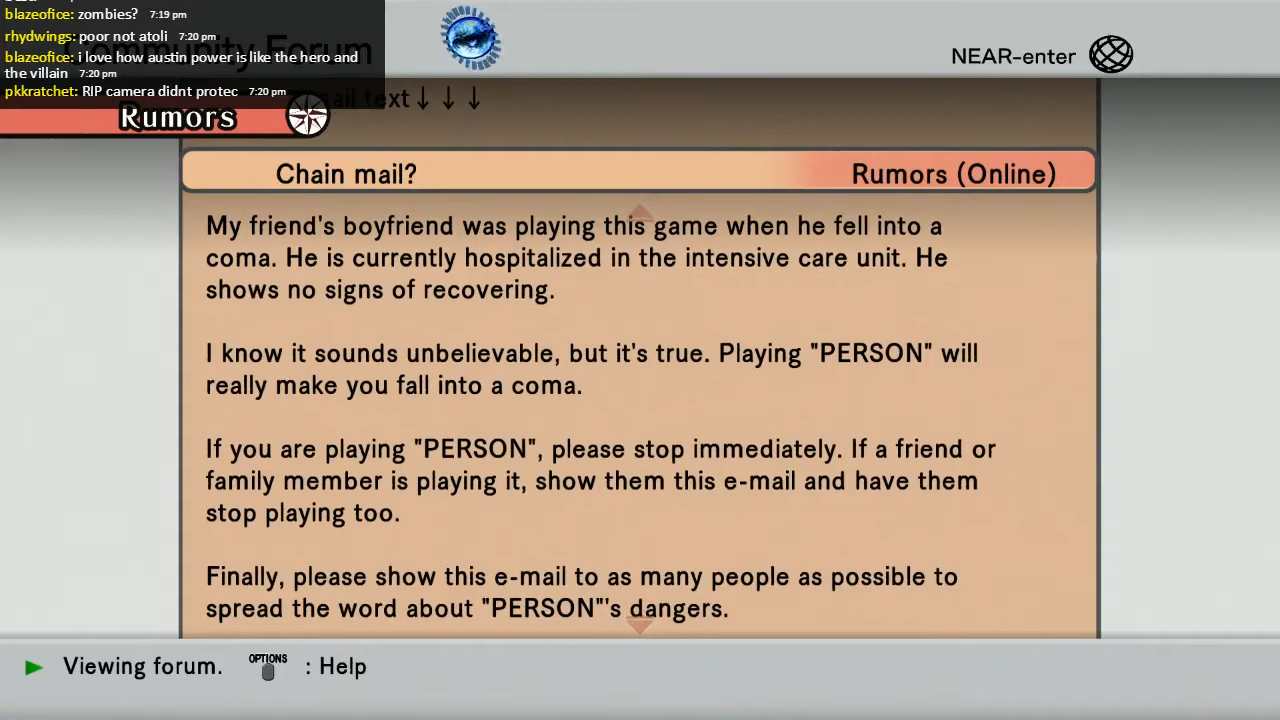 blazeofice: zombies? 7:19 pm
rhydwings: poor not atoli 7:20 pm
blazeofice: i love how austin power is like the hero and
the villain 7:20 pm
pkkratchet: RIP camera didnt protec 7:20 pm
Community Forum
NEAR-enter
text↓ ↓ ↓
Rumors
Chain mail?
Rumors (Online)
My friend's boyfriend was playing this game when he fell into a
coma. He is currently hospitalized in the intensive care unit. He
shows no signs of recovering.
I know it sounds unbelievable, but it's true. Playing "PERSON" will
really make you fall into a coma.
If you are playing "PERSON", please stop immediately. If a friend or
family member is playing it, show them this e-mail and have them
stop playing too.
Finally, please show this e-mail to as many people as possible to
spread the word about "PERSON"'s dangers.
Viewing forum.
OPTIONS
: Help